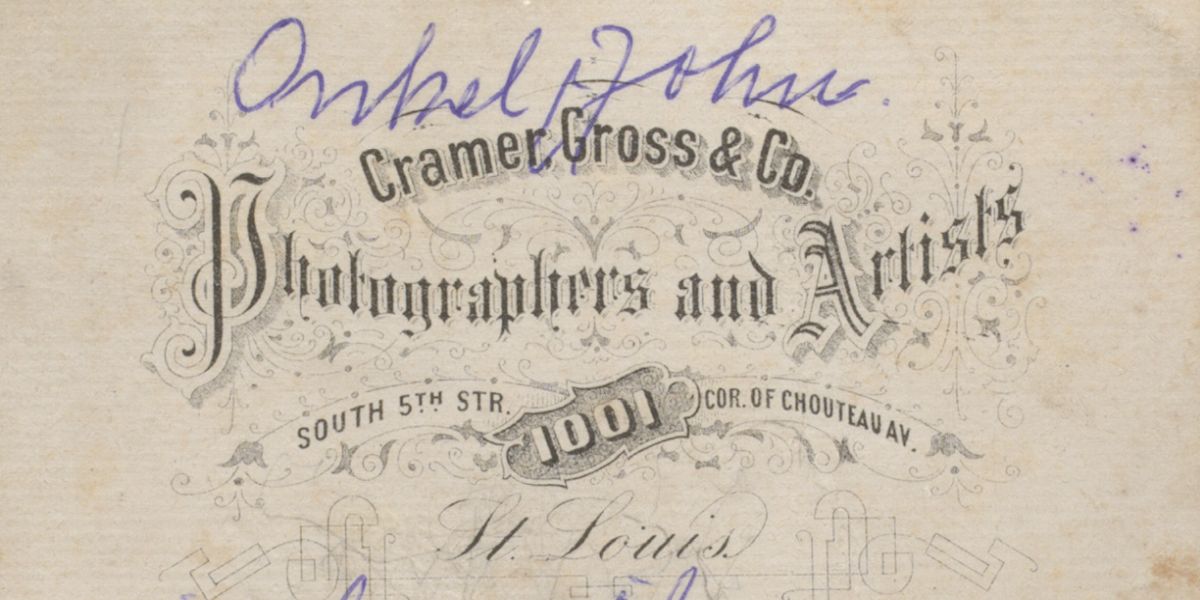 Onkel John.
Cramer, Gross & Co.
Photographers and Artists
SOUTH 5TH STR. 1001 COR. OF CHOUTEAU AV.
St. Louis.